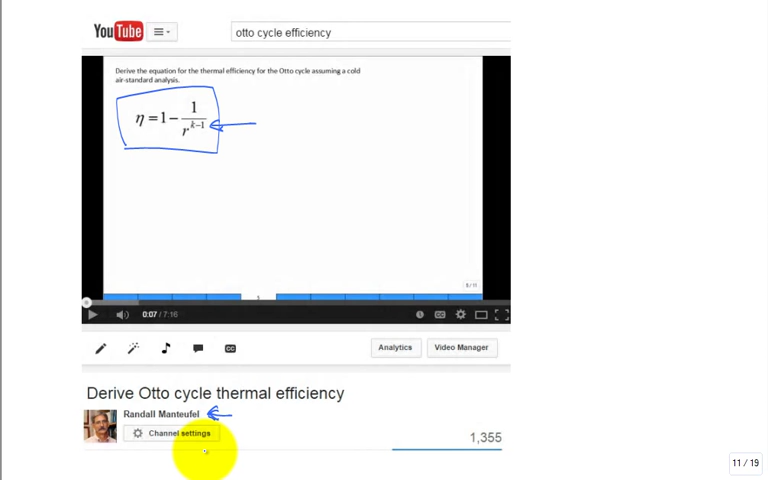 YouTube
otto cycle efficiency
Derive the equation for the thermal efficiency for the Otto cycle assuming a cold
air-standard analysis.
η = 1 − 1 / r^(k−1)
0:07 / 7:16
CC
Analytics
Video Manager
CC
Derive Otto cycle thermal efficiency
Randall Manteufel
Channel settings
1,355
11 / 19